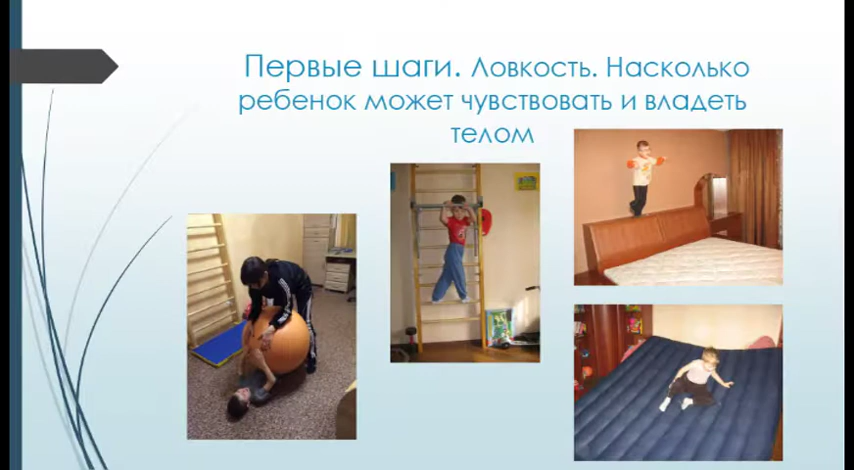 Первые шаги. Ловкость. Насколько
ребенок может чувствовать и владеть
телом